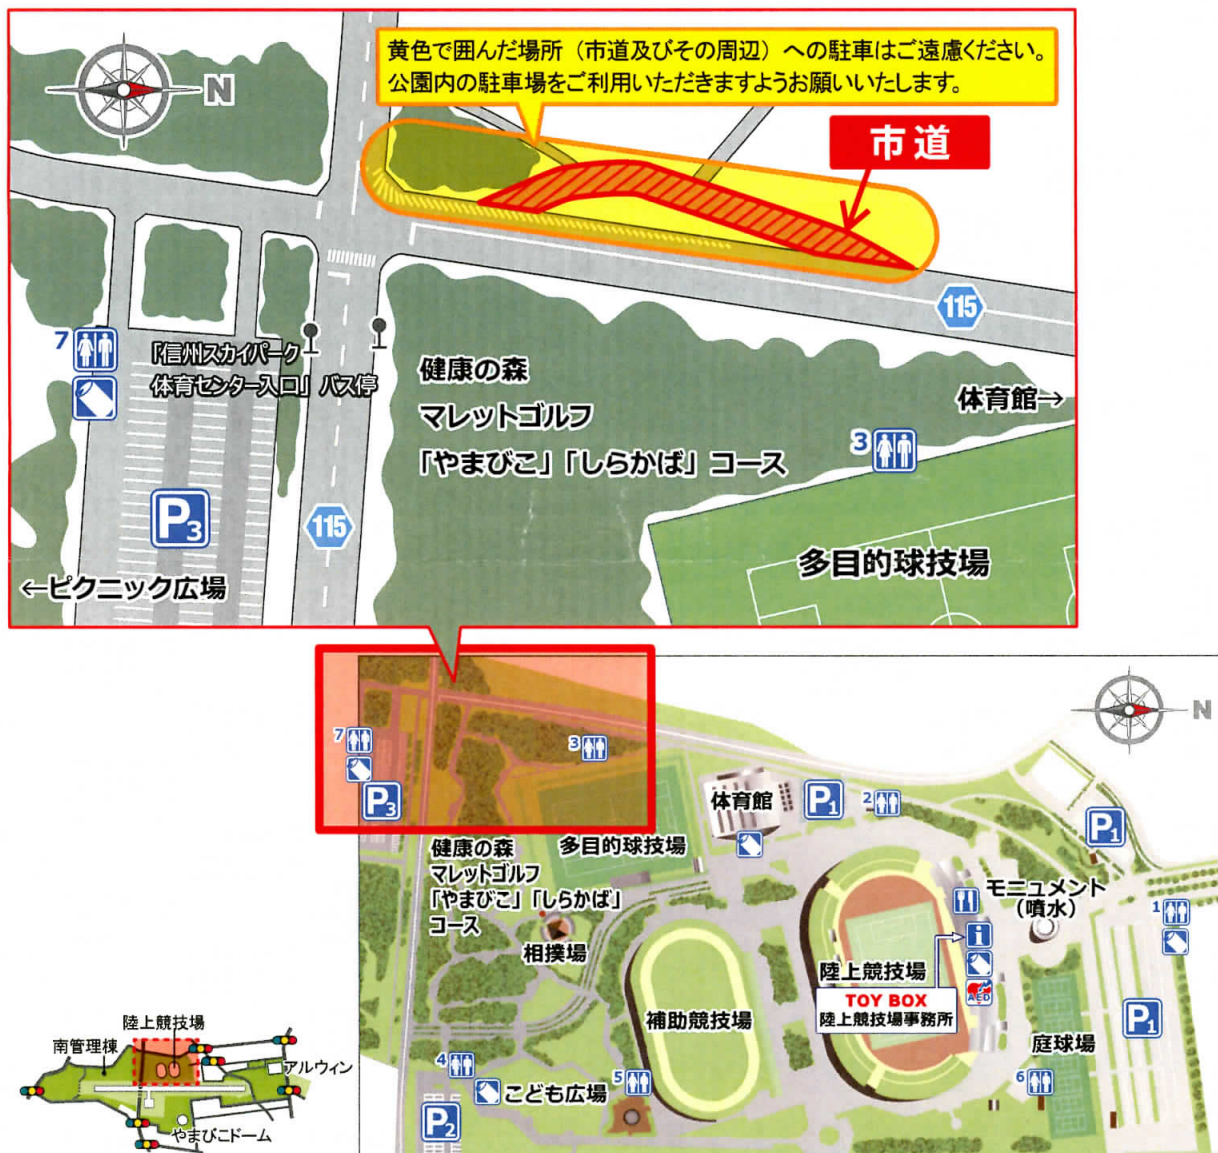 黄色で囲んだ場所（市道及びその周辺）への駐車はご遠慮ください。
公園内の駐車場をご利用いただきますようお願いいたします。
N
市道
115
7
「信州スカイパーク
体育センター入口」バス停
健康の森
マレットゴルフ
「やまびこ」「しらかば」コース
体育館→
3
P3
115
多目的球技場
←ピクニック広場
N
7
3
P3
体育館
P1
2
P1
健康の森
マレットゴルフ
「やまびこ」「しらかば」
コース
多目的球技場
モニュメント
（噴水）
1
i
相撲場
陸上競技場
AED
TOY BOX
陸上競技場事務所
補助競技場
P1
庭球場
4
5
6
こども広場
P2
陸上競技場
南管理棟
アルウィン
やまびこドーム